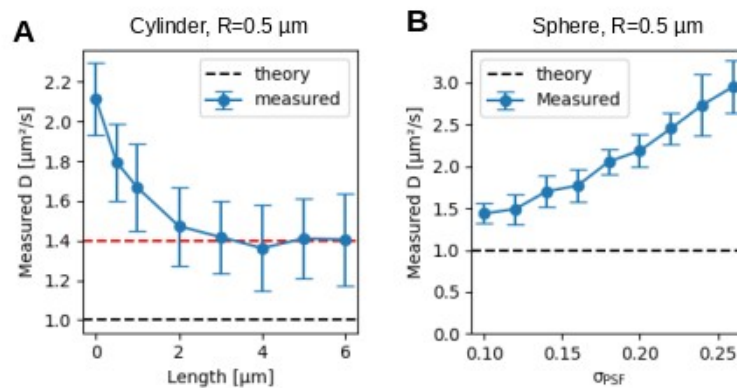 A
Cylinder, R=0.5 µm
Measured D [µm²/s]
2.2
2.0
1.8
1.6
1.4
1.2
1.0
theory
measured
0
2
4
6
Length [µm]
B
Sphere, R=0.5 µm
Measured D [µm²/s]
3.0
2.5
2.0
1.5
1.0
0.5
0.0
theory
Measured
0.10
0.15
0.20
0.25
σPSF